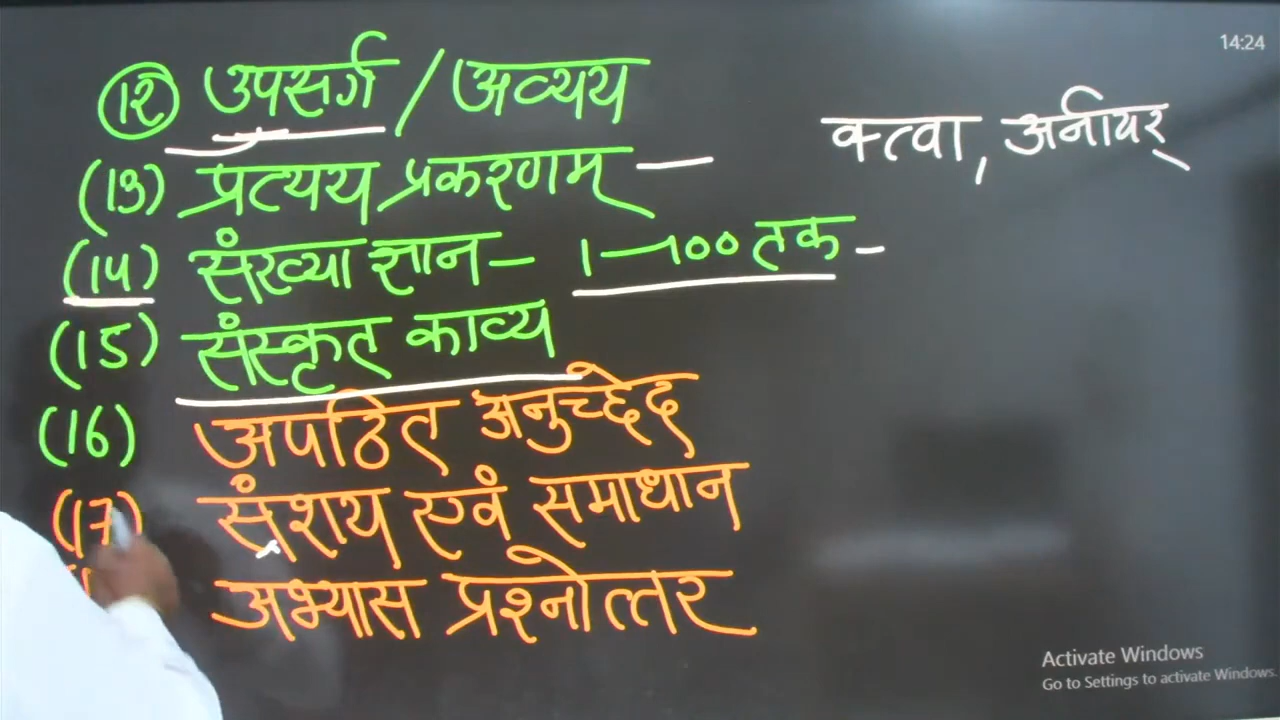 14:24
(12) उपसर्ग / अव्यय
क्त्वा, अनीयर्
(13) प्रत्यय प्रकरणम् —
(14) संख्या ज्ञान – 1–100 तक –
(15) संस्कृत काव्य
(16) अपठित अनुच्छेद
(17) संशय एवं समाधान
अभ्यास प्रश्नोत्तर
Activate Windows
Go to Settings to activate Windows.